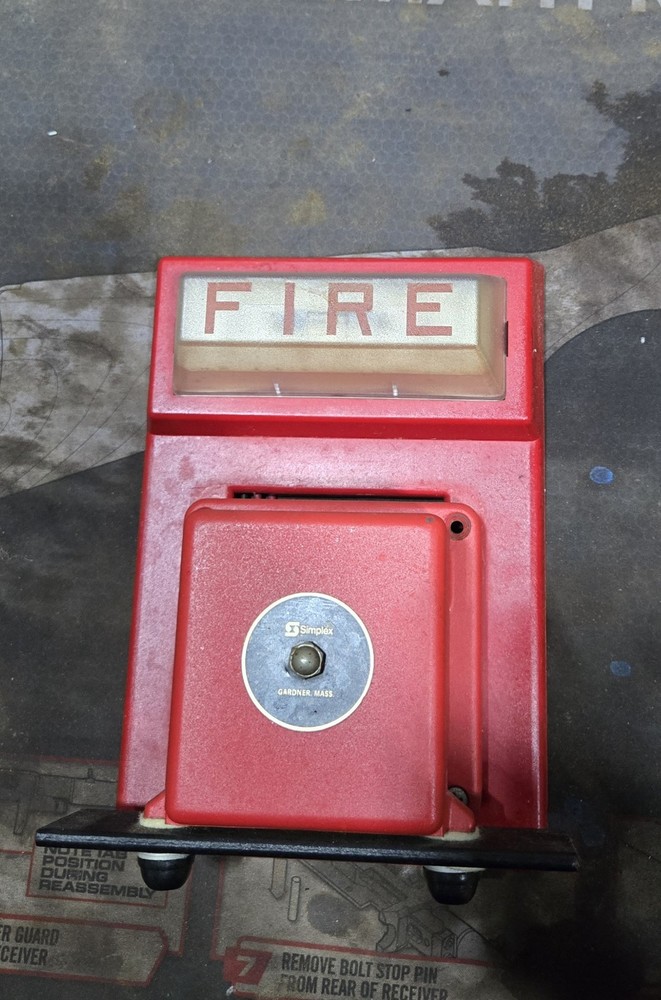 FIRE
Simplex
GARDNER, MASS.
NOTE TAB
POSITION
DURING
REASSEMBLY
ER GUARD
CEIVER
7
REMOVE BOLT STOP PIN
FROM REAR OF RECEIVER